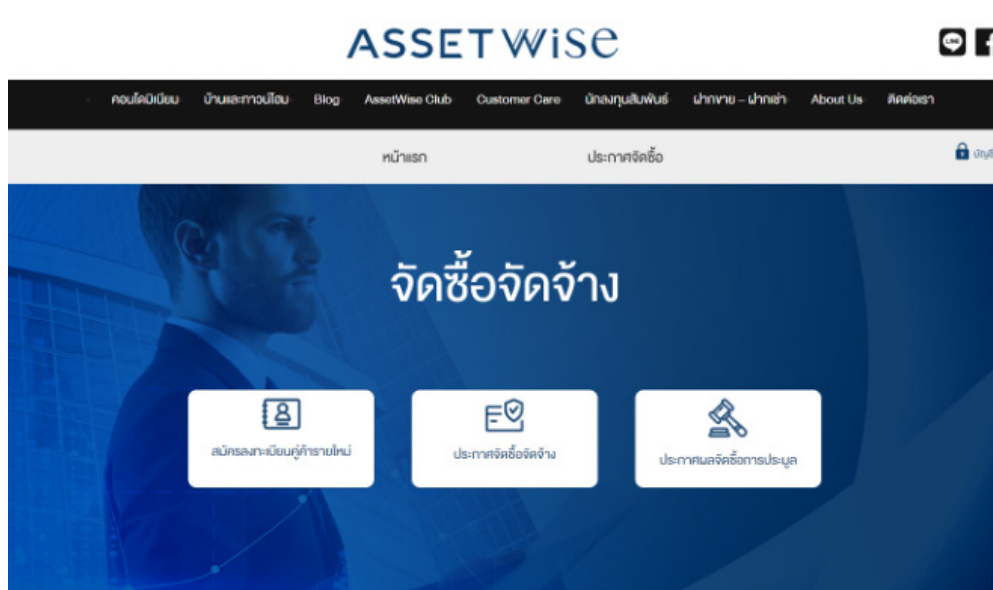 ASSETWISE
คอนโดมิเนียม บ้านและทาวน์โฮม Blog AssetWise Club Customer Care นักลงทุนสัมพันธ์ ฝากขาย – ฝากเช่า About Us ติดต่อเรา
หน้าแรก ประกาศจัดซื้อ
จัดซื้อจัดจ้าง
สมัครลงทะเบียนคู่ค้ารายใหม่
ประกาศจัดซื้อจัดจ้าง
ประกาศผลจัดซื้อการประมูล